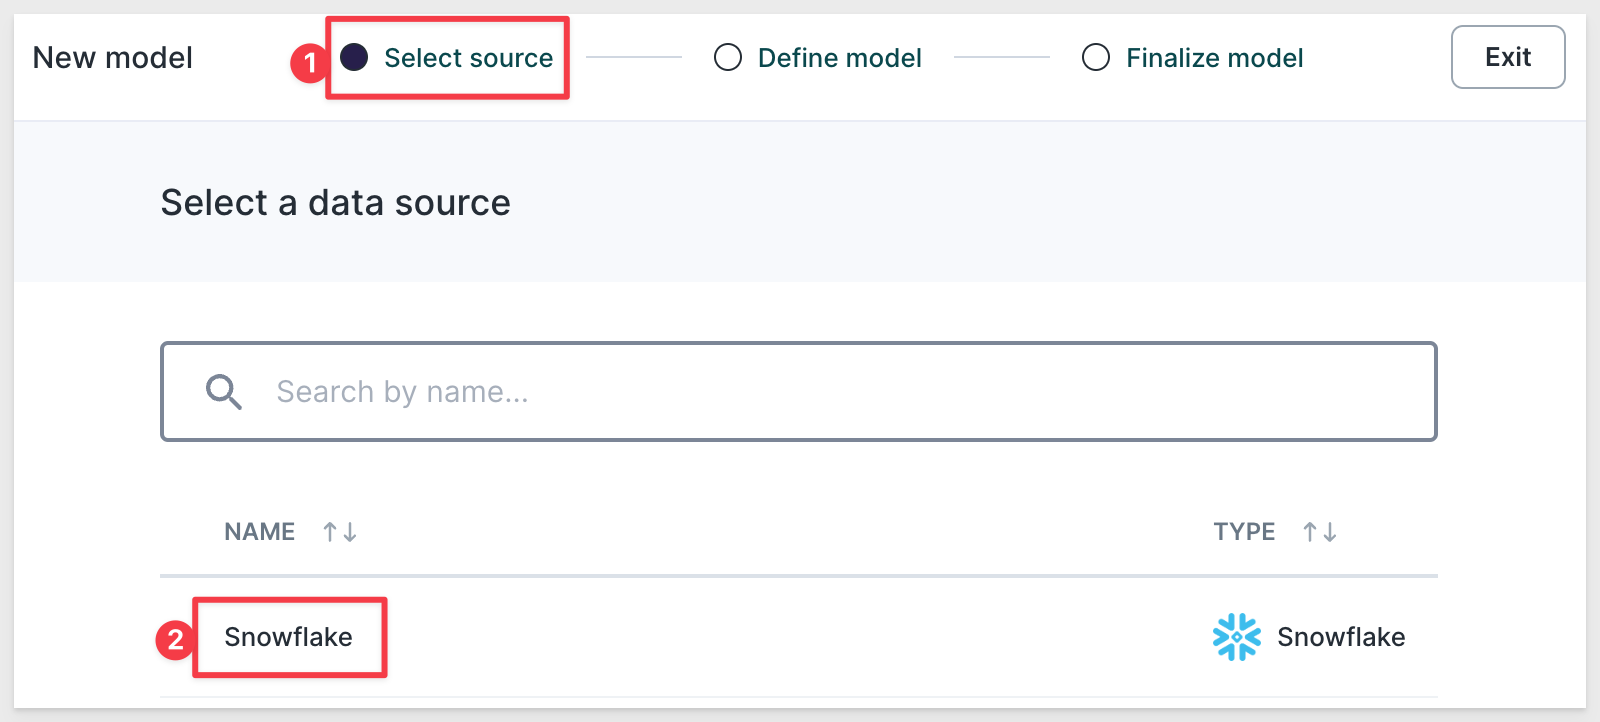 New model
1
Select source
Define model
Finalize model
Exit
Select a data source
Search by name...
NAME ↑↓
TYPE ↑↓
2
Snowflake
Snowflake